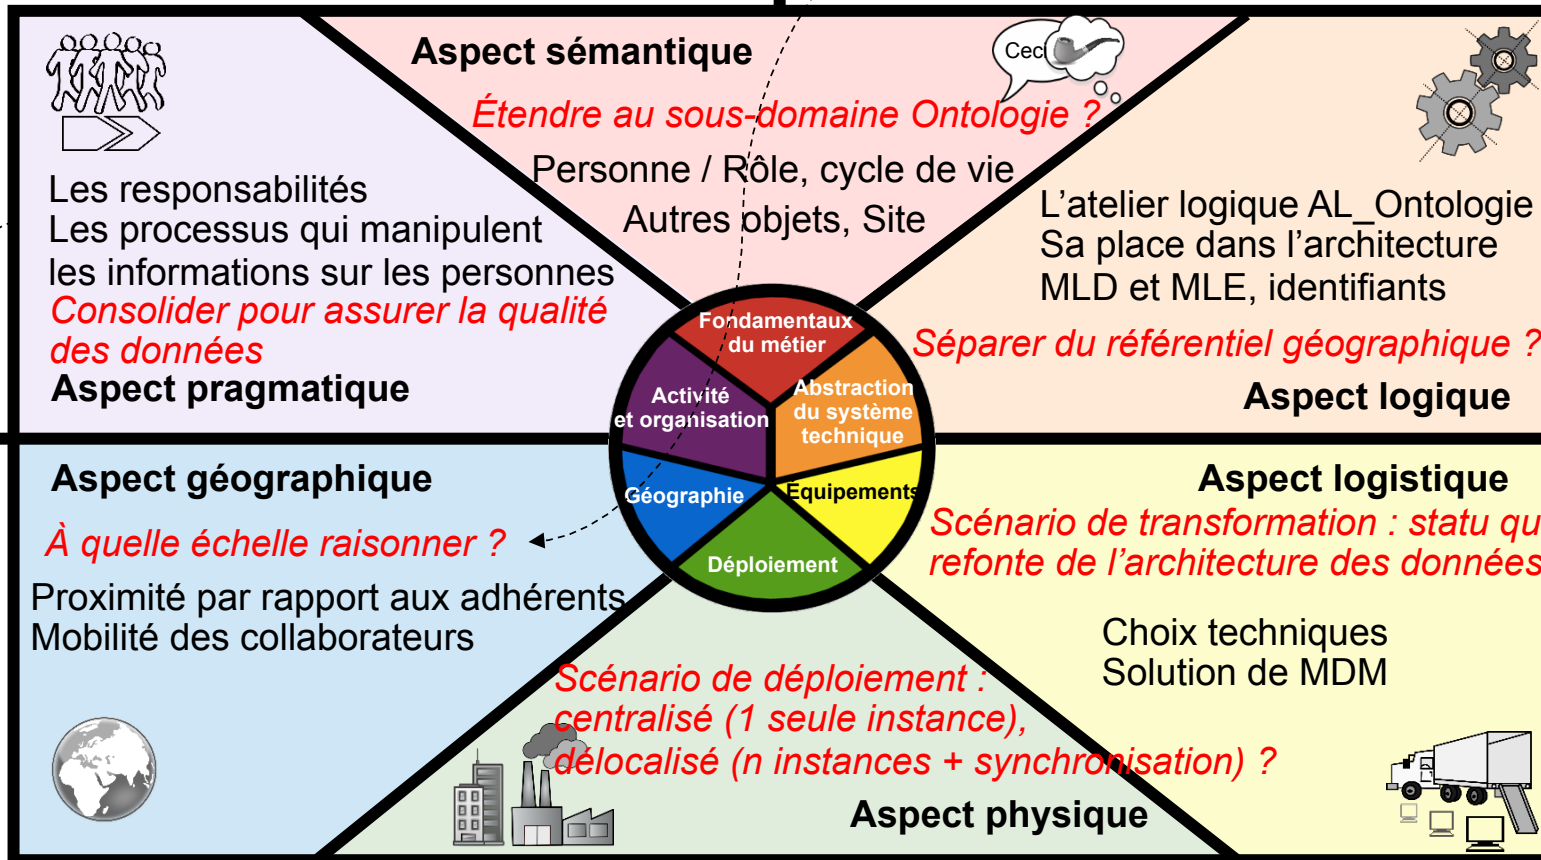 Aspect sémantique
Ceci
Étendre au sous-domaine Ontologie ?
Personne / Rôle, cycle de vie
Autres objets, Site
Les responsabilités
Les processus qui manipulent
les informations sur les personnes
Consolider pour assurer la qualité
des données
Aspect pragmatique
L’atelier logique AL_Ontologie
Sa place dans l’architecture
MLD et MLE, identifiants
Séparer du référentiel géographique ?
Aspect logique
Fondamentaux
du métier
Activité
et organisation
Abstraction
du système
technique
Géographie
Équipements
Déploiement
Aspect géographique
À quelle échelle raisonner ?
Proximité par rapport aux adhérents
Mobilité des collaborateurs
Aspect logistique
Scénario de transformation : statu qu
refonte de l’architecture des données
Choix techniques
Solution de MDM
Scénario de déploiement :
centralisé (1 seule instance),
délocalisé (n instances + synchronisation) ?
Aspect physique